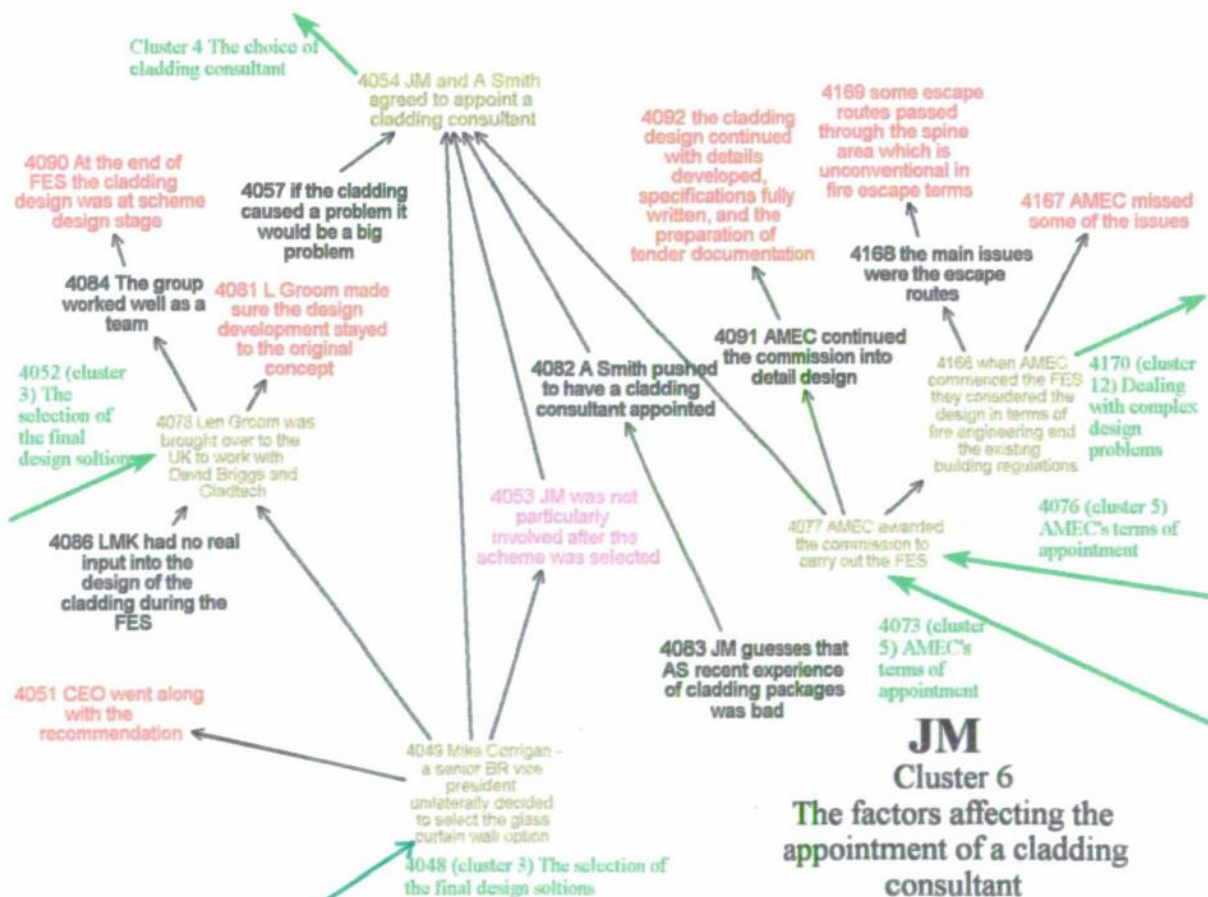 Cluster 4 The choice of
cladding consultant
4054 JM and A Smith
agreed to appoint a
cladding consultant
4092 the cladding
design continued
with details
developed,
specifications fully
written, and the
preparation of
tender documentation
4169 some escape
routes passed
through the spine
area which is
unconventional in
fire escape terms
4090 At the end of
FES the cladding
design was at scheme
design stage
4057 if the cladding
caused a problem it
would be a big
problem
4167 AMEC missed
some of the issues
4168 the main issues
were the escape
routes
4084 The group
worked well as a
team
4081 L Groom made
sure the design
development stayed
to the original
concept
4082 A Smith pushed
to have a cladding
consultant appointed
4091 AMEC continued
the commission into
detail design
4166 when AMEC
commenced the FES
they considered the
design in terms of
fire engineering and
the existing
building regulations
4170 (cluster
12) Dealing
with complex
design
problems
4052 (cluster
3) The
selection of
the final
design soltions
4078 Len Groom was
brought over to the
UK to work with
David Briggs and
Cladtech
4053 JM was not
particularly
involved after the
scheme was selected
4077 AMEC awarded
the commission to
carry out the FES
4076 (cluster 5)
AMEC's terms of
appointment
4086 LMK had no real
input into the
design of the
cladding during the
FES
4083 JM guesses that
AS recent experience
of cladding packages
was bad
4073 (cluster
5) AMEC's
terms of
appointment
4051 CEO went along
with the
recommendation
4049 Mike Corrigan -
a senior BR vice
president
unilaterally decided
to select the glass
curtain wall option
4048 (cluster 3) The selection of
the final design soltions
JM
Cluster 6
The factors affecting the
appointment of a cladding
consultant